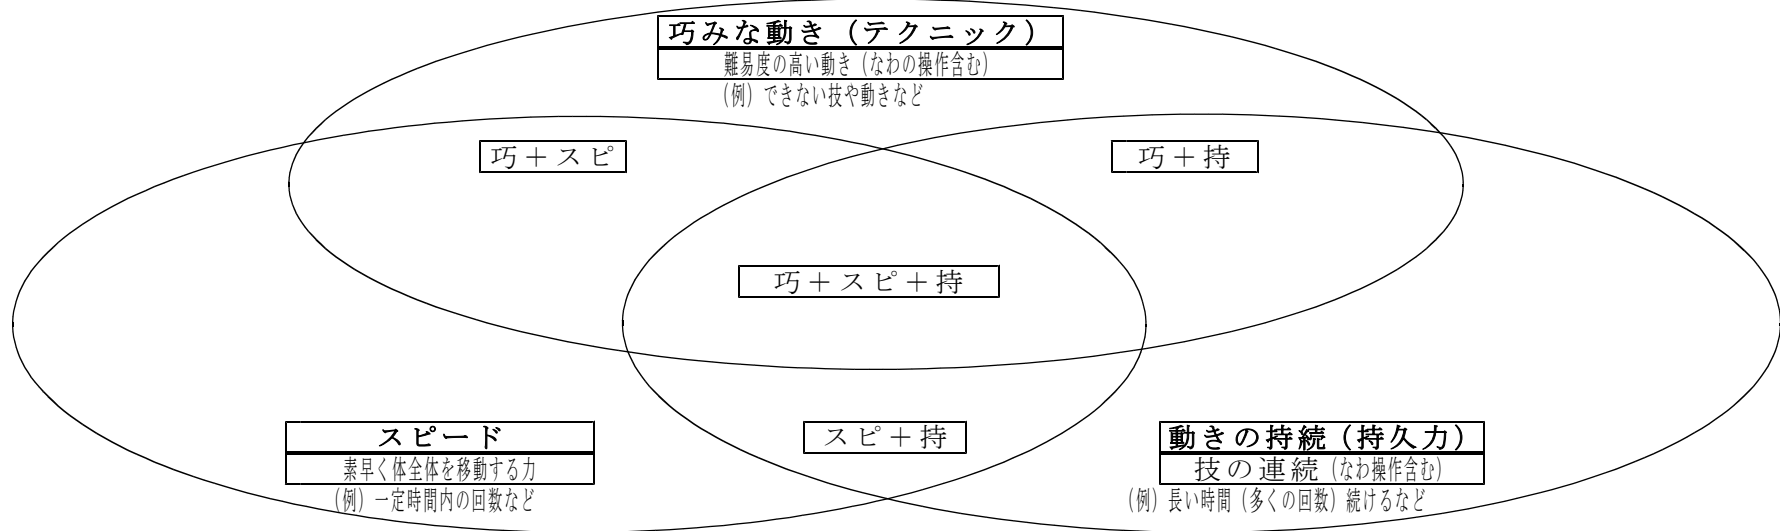 巧みな動き（テクニック）
難易度の高い動き（なわの操作含む）
（例）できない技や動きなど
巧＋スピ
巧＋持
巧＋スピ＋持
スピード
素早く体全体を移動する力
（例）一定時間内の回数など
スピ＋持
動きの持続（持久力）
技の連続（なわ操作含む）
（例）長い時間（多くの回数）続けるなど